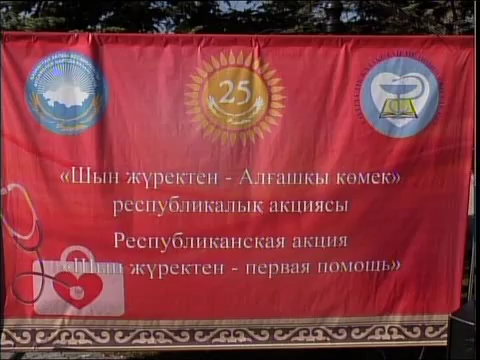 25
«Шын жүректен - Алғашқы көмек»
республикалық акциясы
Республиканская акция
«Шын жүректен - первая помощь»